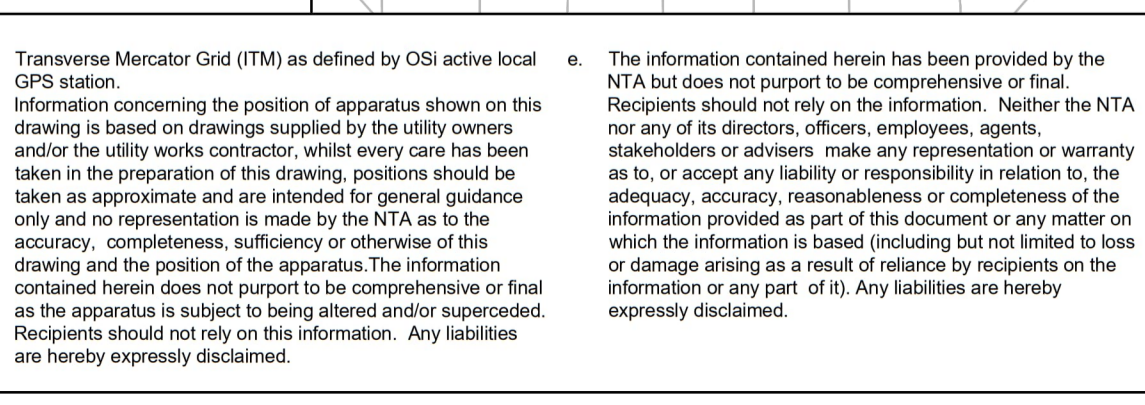 Transverse Mercator Grid (ITM) as defined by OSi active local
GPS station.
Information concerning the position of apparatus shown on this
drawing is based on drawings supplied by the utility owners
and/or the utility works contractor, whilst every care has been
taken in the preparation of this drawing, positions should be
taken as approximate and are intended for general guidance
only and no representation is made by the NTA as to the
accuracy,  completeness, sufficiency or otherwise of this
drawing and the position of the apparatus.The information
contained herein does not purport to be comprehensive or final
as the apparatus is subject to being altered and/or superceded.
Recipients should not rely on this information.  Any liabilities
are hereby expressly disclaimed.
e. The information contained herein has been provided by the
NTA but does not purport to be comprehensive or final.
Recipients should not rely on the information.  Neither the NTA
nor any of its directors, officers, employees, agents,
stakeholders or advisers  make any representation or warranty
as to, or accept any liability or responsibility in relation to, the
adequacy, accuracy, reasonableness or completeness of the
information provided as part of this document or any matter on
which the information is based (including but not limited to loss
or damage arising as a result of reliance by recipients on the
information or any part  of it). Any liabilities are hereby
expressly disclaimed.